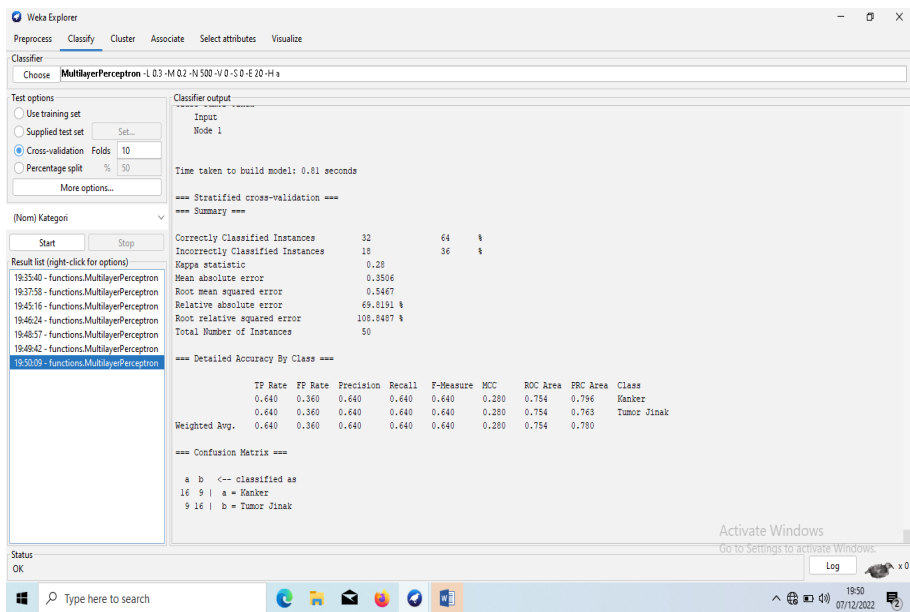 Weka Explorer
Preprocess Classify Cluster Associate Select attributes Visualize
Classifier
Choose MultilayerPerceptron -L 0.3 -M 0.2 -N 500 -V 0 -S 0 -E 20 -H a
Test options
Use training set
Supplied test set Set...
Cross-validation Folds 10
Percentage split % 50
More options...
(Nom) Kategori
Start Stop
Result list (right-click for options)
19:35:40 - functions.MultilayerPerceptron
19:37:58 - functions.MultilayerPerceptron
19:45:16 - functions.MultilayerPerceptron
19:46:24 - functions.MultilayerPerceptron
19:48:57 - functions.MultilayerPerceptron
19:49:42 - functions.MultilayerPerceptron
19:50:09 - functions.MultilayerPerceptron
Classifier output
Input
Node 1
Time taken to build model: 0.81 seconds
=== Stratified cross-validation ===
=== Summary ===
Correctly Classified Instances 32 64 %
Incorrectly Classified Instances 18 36 %
Kappa statistic 0.28
Mean absolute error 0.3506
Root mean squared error 0.5467
Relative absolute error 69.8191 %
Root relative squared error 108.8487 %
Total Number of Instances 50
=== Detailed Accuracy By Class ===
TP Rate FP Rate Precision Recall F-Measure MCC ROC Area PRC Area Class
0.640 0.360 0.640 0.640 0.640 0.280 0.754 0.796 Kanker
0.640 0.360 0.640 0.640 0.640 0.280 0.754 0.763 Tumor Jinak
Weighted Avg. 0.640 0.360 0.640 0.640 0.640 0.280 0.754 0.780
=== Confusion Matrix ===
a b <-- classified as
16 9 | a = Kanker
9 16 | b = Tumor Jinak
Activate Windows
Go to Settings to activate Windows.
Status
OK
Log x 0
Type here to search
19:50
07/12/2022
2